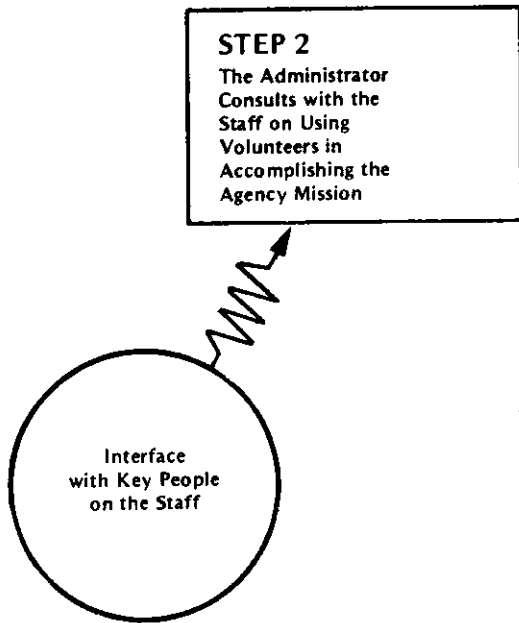 STEP 2
The Administrator
Consults with the
Staff on Using
Volunteers in
Accomplishing the
Agency Mission
Interface
with Key People
on the Staff